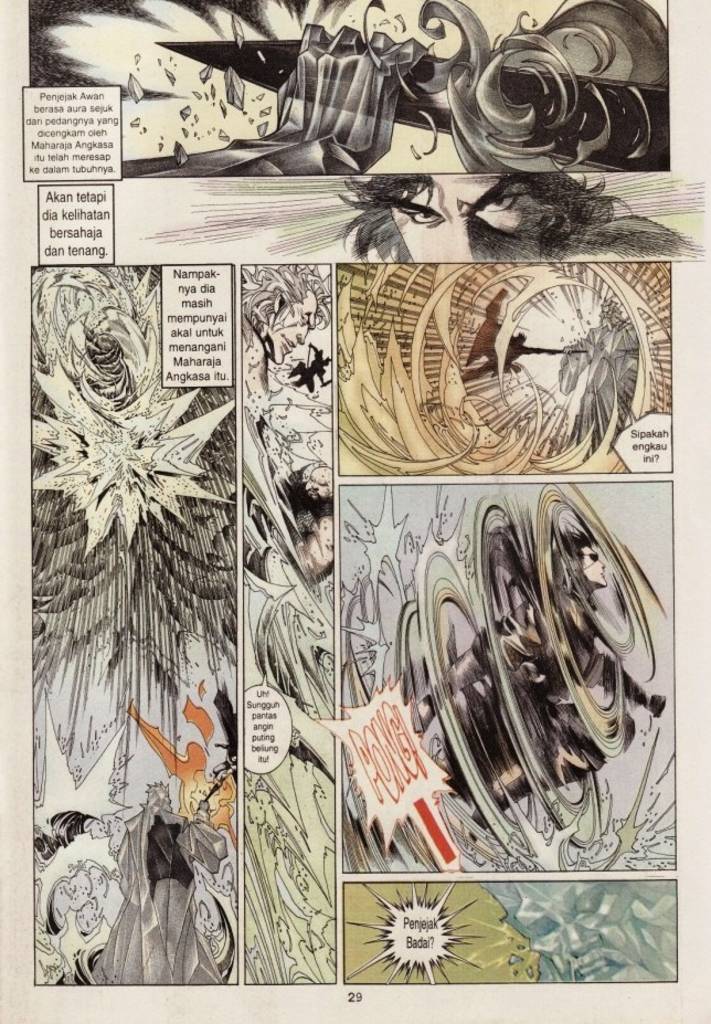 Penjejak Awan
berasa aura sejuk
dari pedangnya yang
dicengkam oleh
Maharaja Angkasa
itu telah meresap
ke dalam tubuhnya.
Akan tetapi
dia kelihatan
bersahaja
dan tenang.
Nampak-
nya dia
masih
mempunyai
akal untuk
menangani
Maharaja
Angkasa itu.
Sipakah
engkau
ini?
Uh!
Sungguh
pantas
angin
puting
beliung
itu!
PONG!
Penjejak
Badai?
29